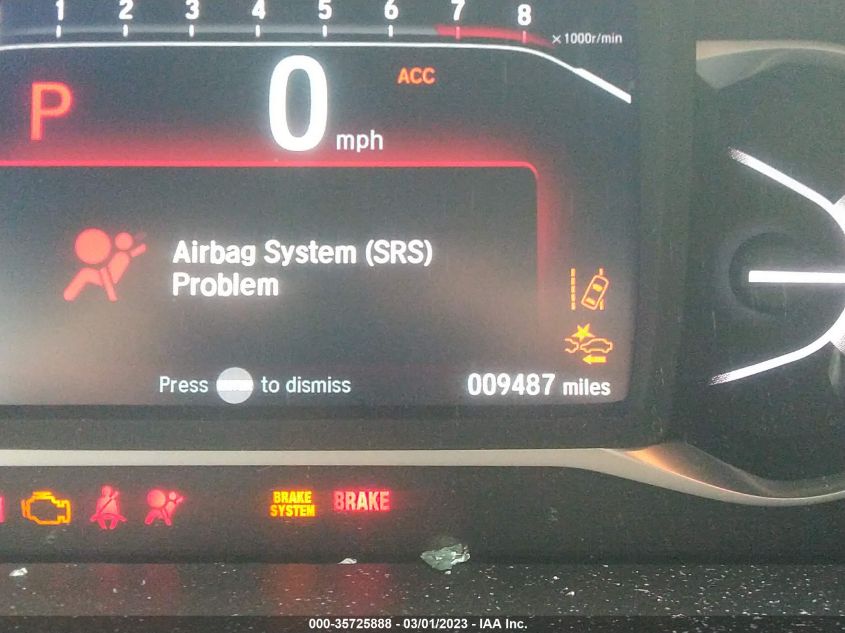 1 2 3 4 5 6 7 8
×1000r/min
P 0 mph ACC
Airbag System (SRS)
Problem
Press to dismiss
009487 miles
BRAKE SYSTEM BRAKE
000-35725888 - 03/01/2023 - IAA Inc.